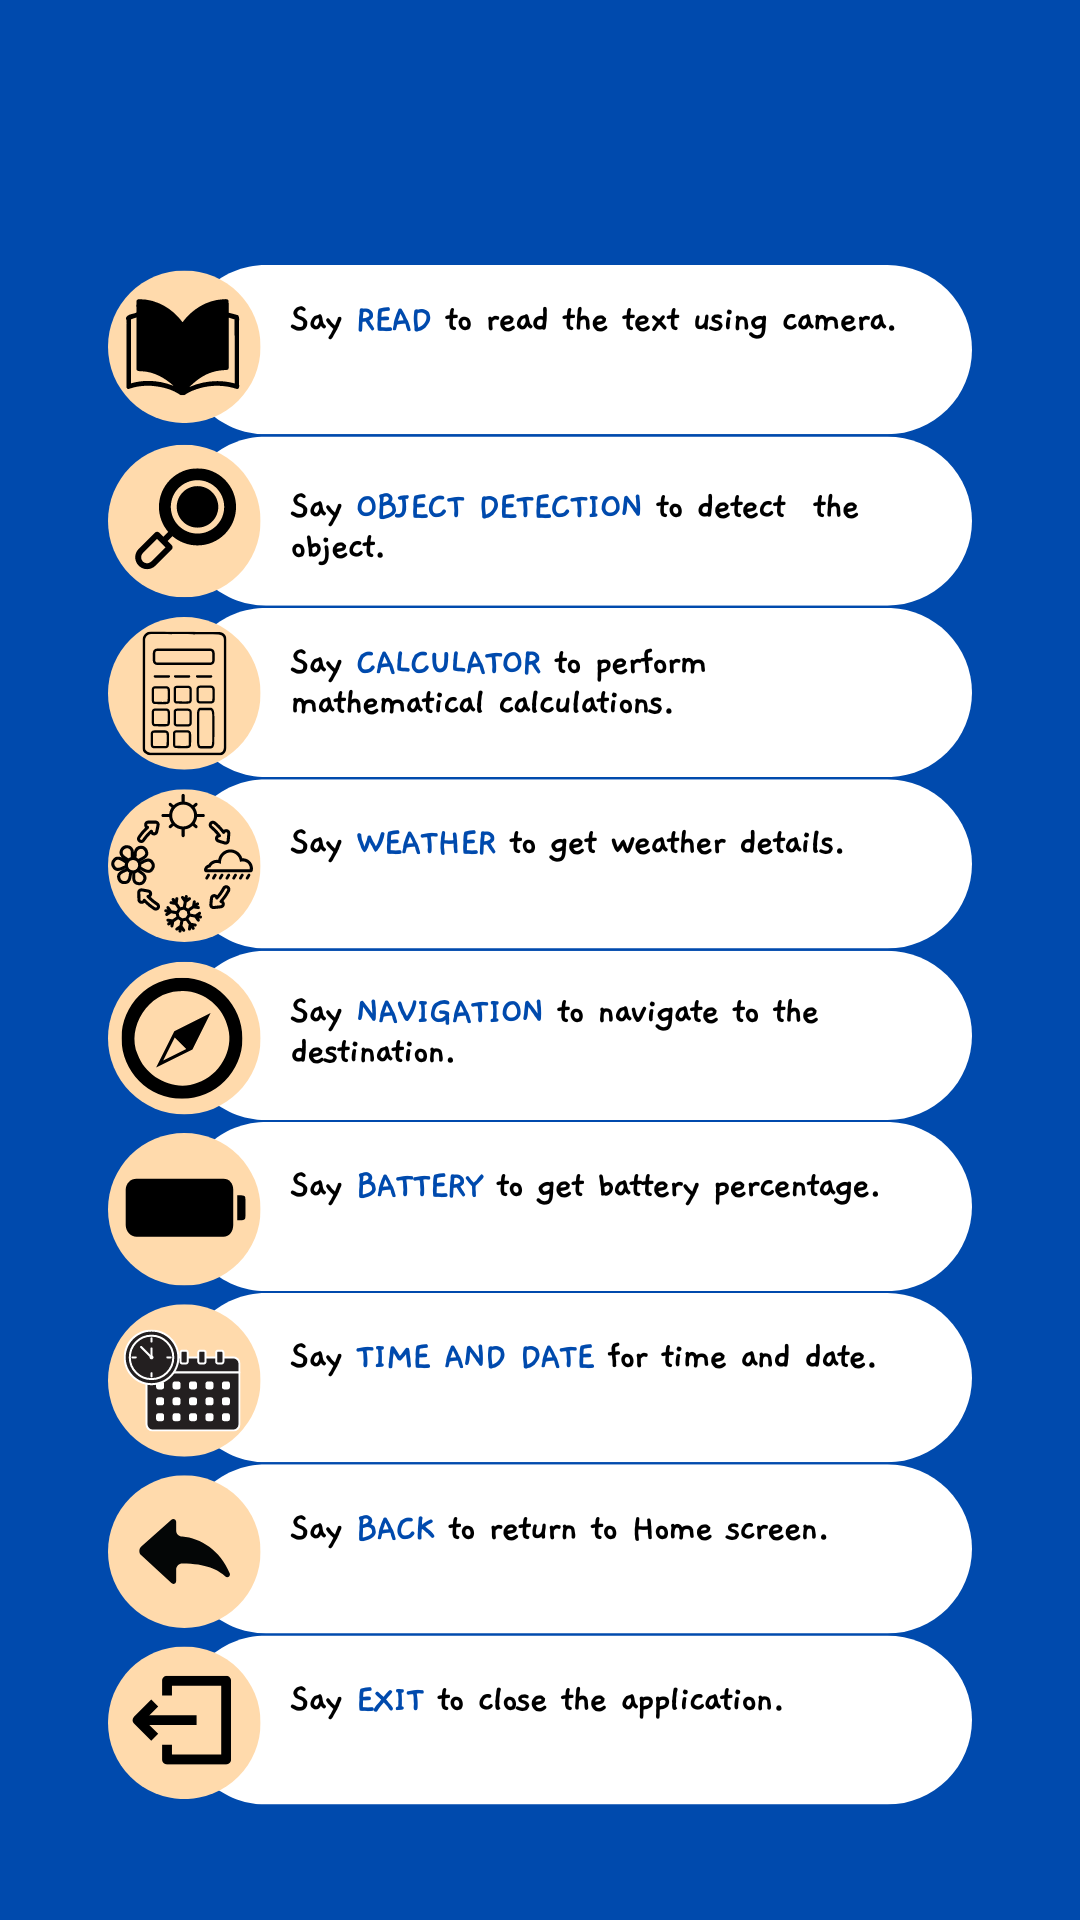 Say READ to read the text using camera.
Say OBJECT DETECTION to detect the
object.
Say CALCULATOR to perform
mathematical calculations.
Say WEATHER to get weather details.
Say NAVIGATION to navigate to the
destination.
Say BATTERY to get battery percentage.
Say TIME AND DATE for time and date.
Say BACK to return to Home screen.
Say EXIT to close the application.